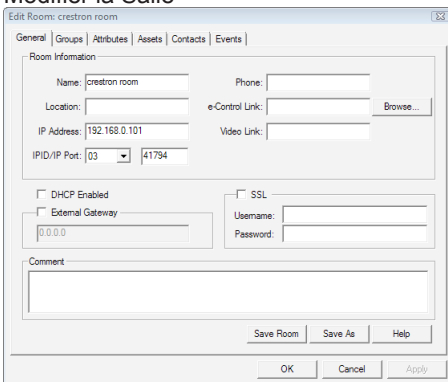 Modifier la Salle
Edit Room: crestron room
General Groups Attributes Assets Contacts Events
Room Information
Name: crestron room Phone:
Location: e-Control Link: Browse...
IP Address: 192.168.0.101 Video Link:
IPID/IP Port: 03 41794
DHCP Enabled SSL
External Gateway Username:
0.0.0.0 Password:
Comment
Save Room Save As Help
OK Cancel Apply